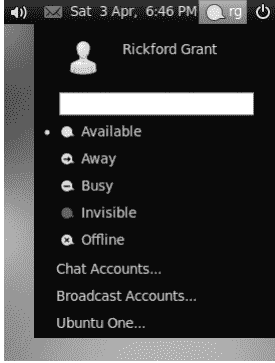 Sat 3 Apr, 6:46 PM rg
Rickford Grant
Available
Away
Busy
Invisible
Offline
Chat Accounts...
Broadcast Accounts...
Ubuntu One...